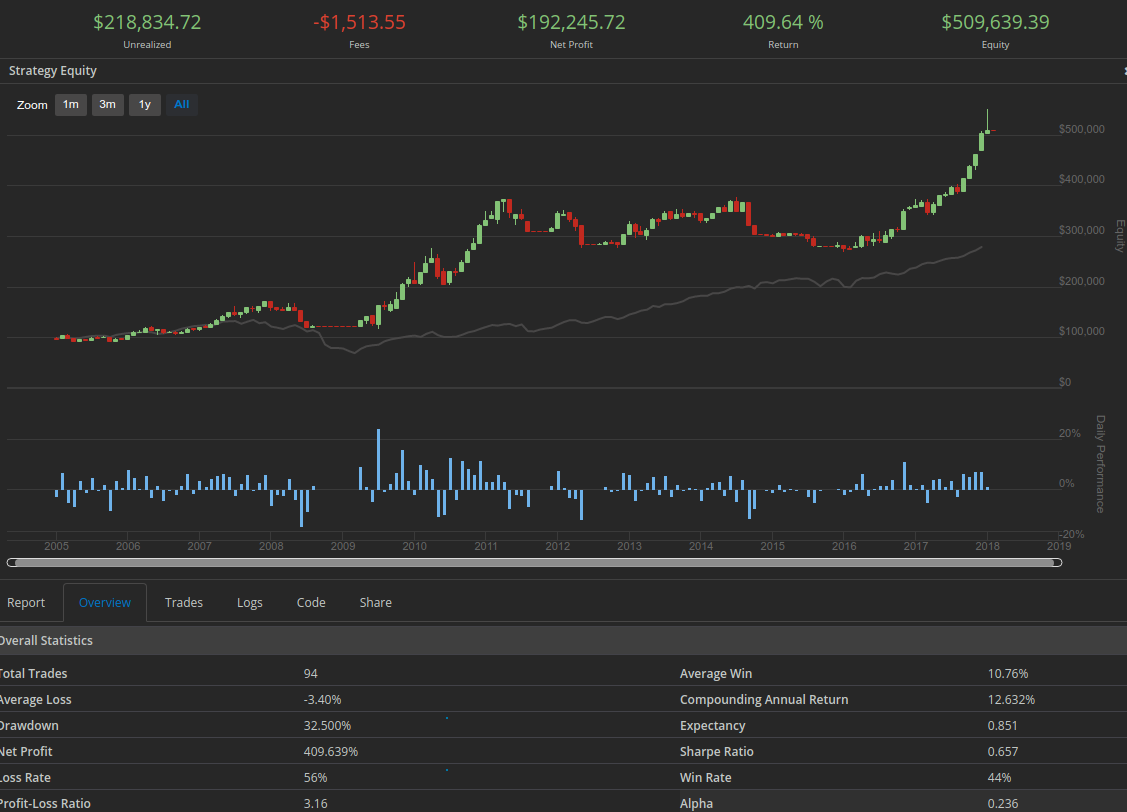 $218,834.72 -$1,513.55 $192,245.72 409.64 % $509,639.39
Unrealized Fees Net Profit Return Equity
Strategy Equity
Zoom 1m 3m 1y All
$500,000
$400,000
$300,000
Equity
$200,000
$100,000
$0
20%
Daily Performance
0%
-20%
2005 2006 2007 2008 2009 2010 2011 2012 2013 2014 2015 2016 2017 2018 2019
Report Overview Trades Logs Code Share
Overall Statistics
Total Trades 94 Average Win 10.76%
Average Loss -3.40% Compounding Annual Return 12.632%
Drawdown 32.500% Expectancy 0.851
Net Profit 409.639% Sharpe Ratio 0.657
Loss Rate 56% Win Rate 44%
Profit-Loss Ratio 3.16 Alpha 0.236